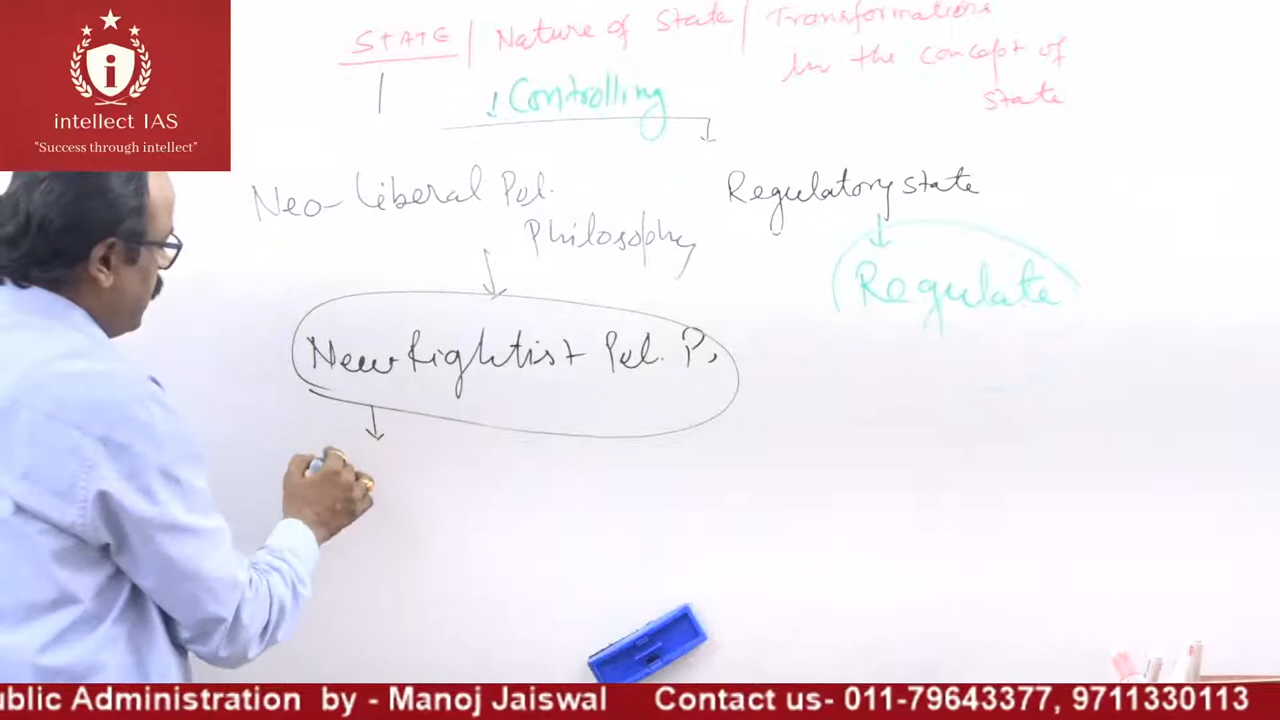 intellect IAS
"Success through intellect"
STATE | Nature of State | Transformations
in the concept of
state
Controlling
Neo-Liberal Pol.
Philosophy
Regulatory state
Regulate
New Rightist Pol. P.
ublic Administration by - Manoj Jaiswal Contact us- 011-79643377, 9711330113